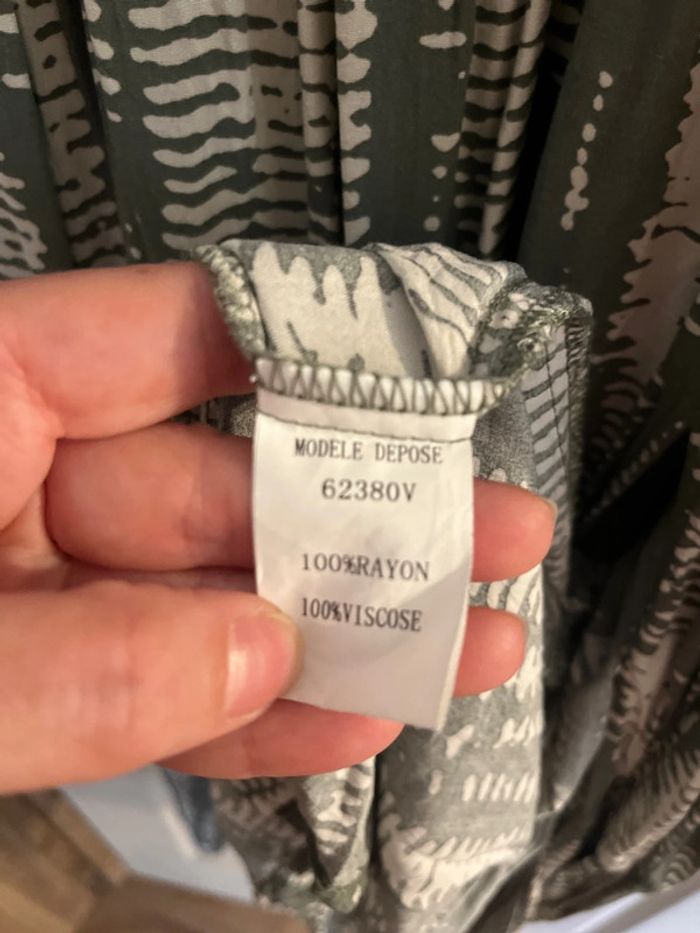 MODELE DEPOSE
62380V
100%RAYON
100%VISCOSE